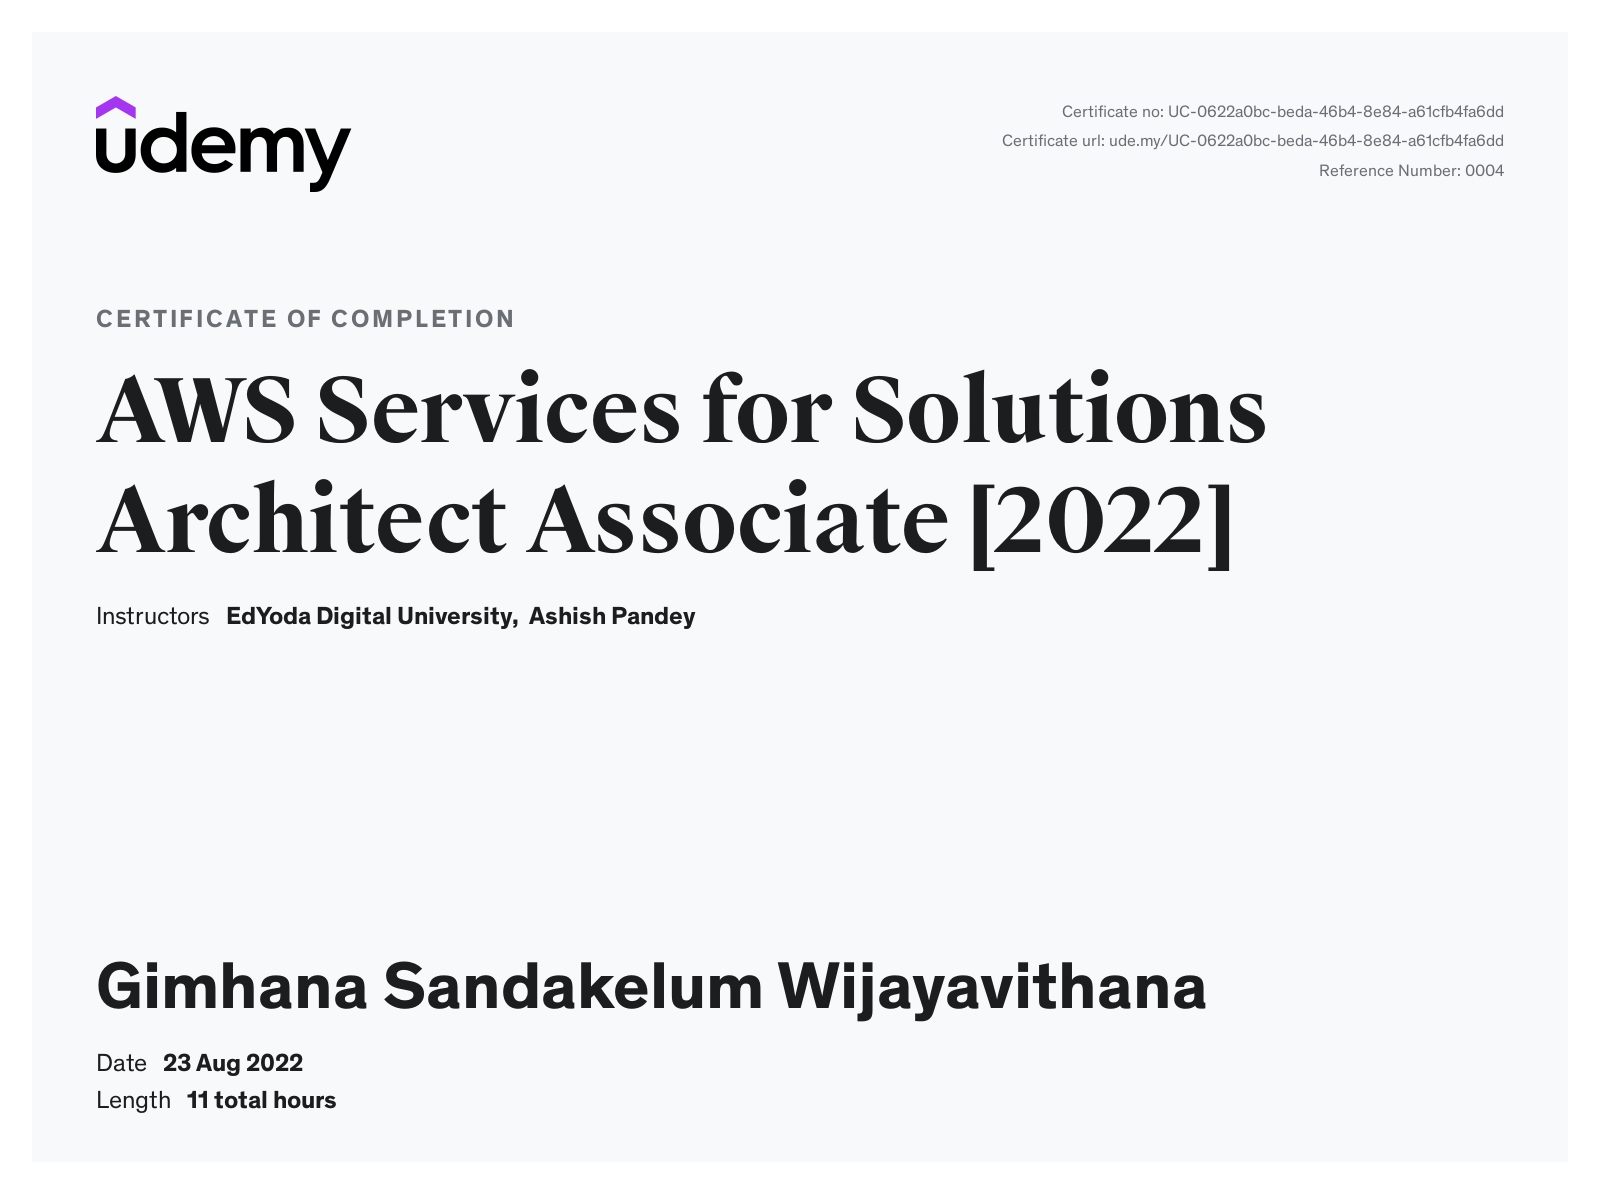 udemy
Certificate no: UC-0622a0bc-beda-46b4-8e84-a61cfb4fa6dd
Certificate url: ude.my/UC-0622a0bc-beda-46b4-8e84-a61cfb4fa6dd
Reference Number: 0004
CERTIFICATE OF COMPLETION
AWS Services for Solutions
Architect Associate [2022]
Instructors EdYoda Digital University, Ashish Pandey
Gimhana Sandakelum Wijayavithana
Date 23 Aug 2022
Length 11 total hours